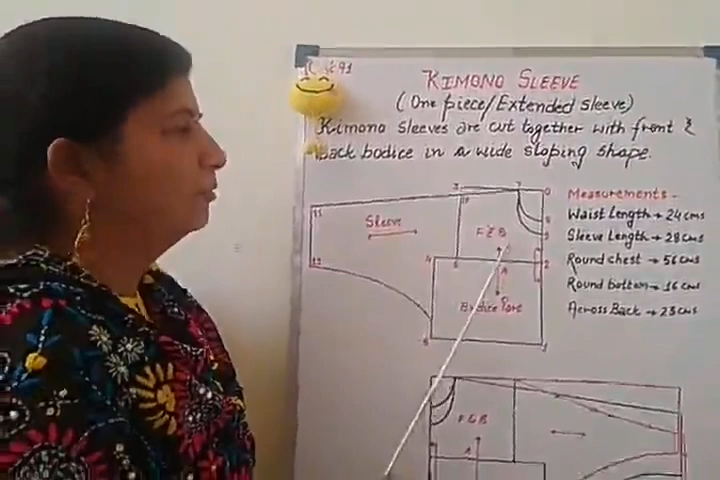 KIMONO SLEEVE
(One piece/Extended sleeve)
Kimono sleeves are cut together with front &
back bodice in a wide sloping shape.
Measurements -
Waist Length → 24 cms
Sleeve Length → 28 cms
Round chest → 56 cms
Round bottom → 16 cms
Across Back → 23 cms
Sleeve
F & B
Bodice Part
F & B